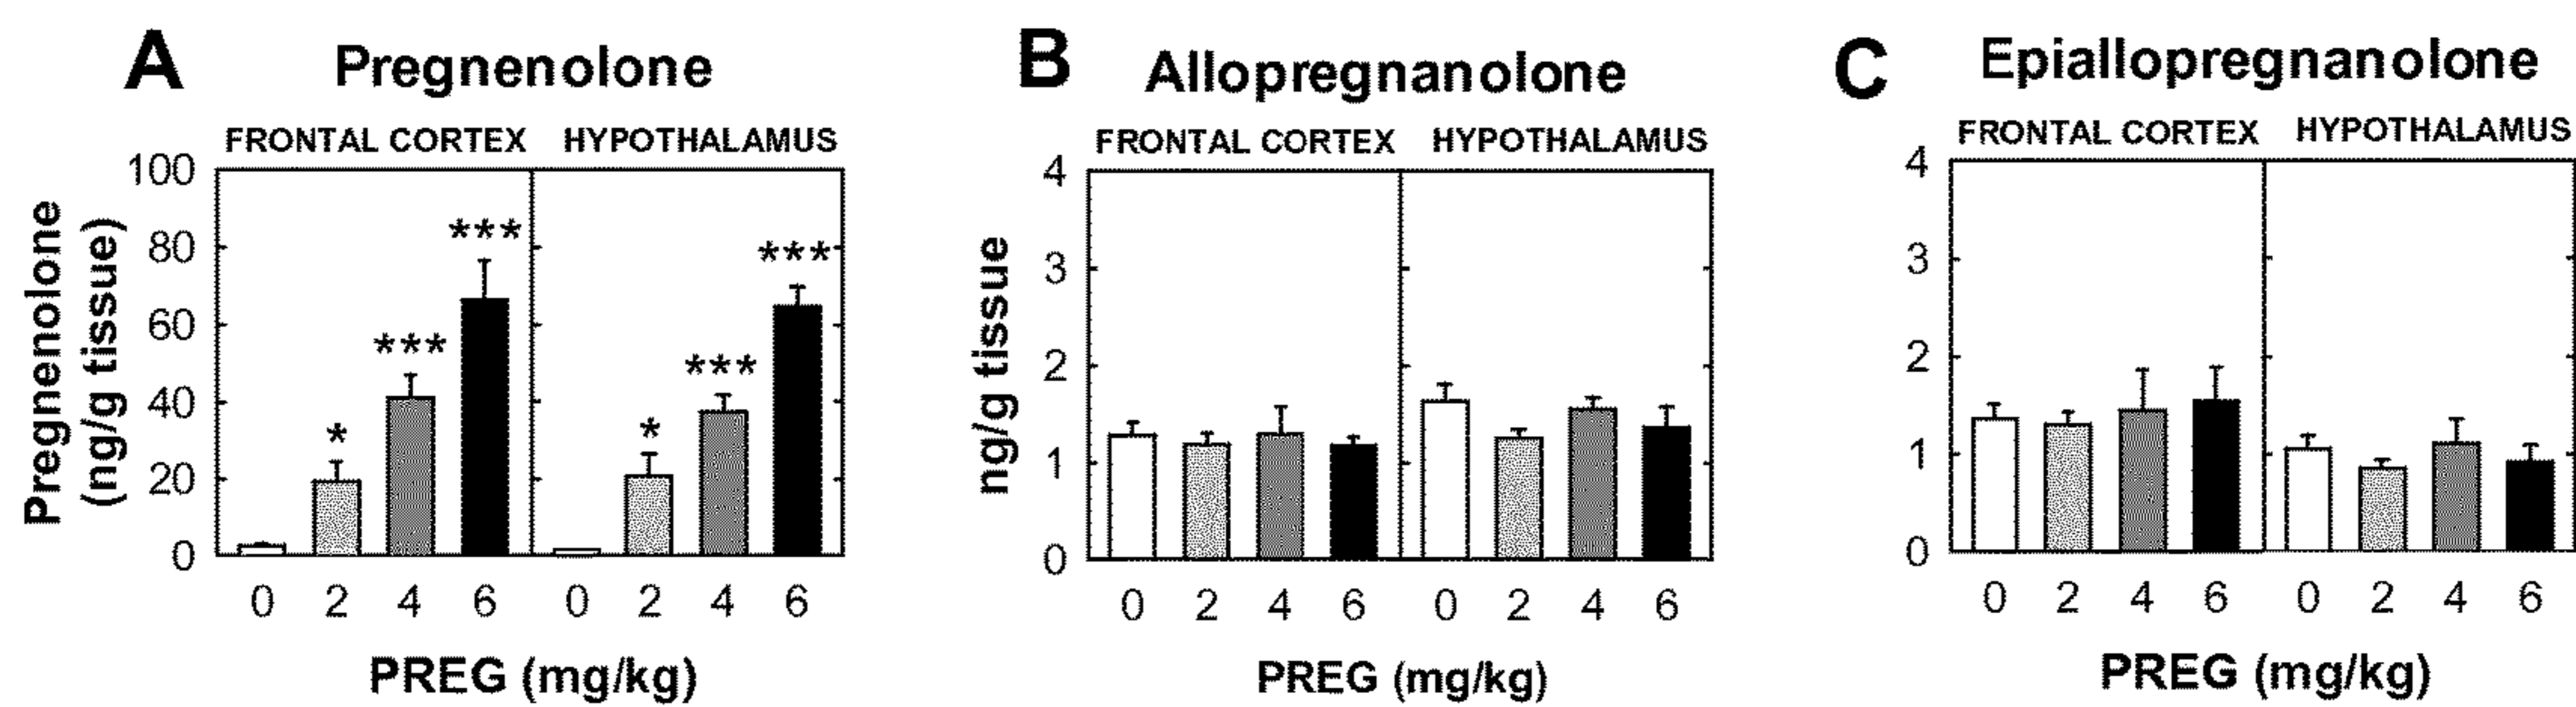 A
Pregnenolone
FRONTAL CORTEX HYPOTHALAMUS
Pregnenolone
(ng/g tissue)
100
80
60
40
20
0
*
***
***
*
***
***
0 2 4 6 0 2 4 6
PREG (mg/kg)
B
Allopregnanolone
FRONTAL CORTEX HYPOTHALAMUS
ng/g tissue
4
3
2
1
0
0 2 4 6 0 2 4 6
PREG (mg/kg)
C
Epiallopregnanolone
FRONTAL CORTEX HYPOTHALAMUS
4
3
2
1
0
0 2 4 6 0 2 4 6
PREG (mg/kg)